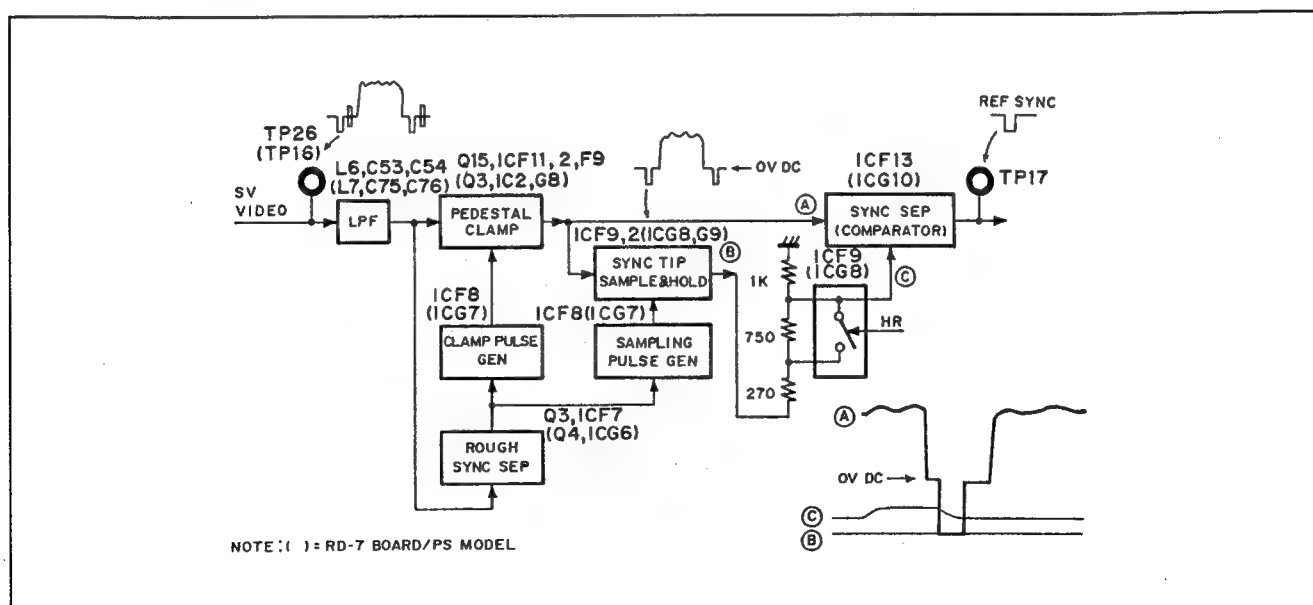 REF SYNC
TP26
(TP16)
SV
VIDEO
L6,C53,C54
(L7,C75,C76)
LPF
Q15,ICF11,2,F9
(Q3,IC2,G8)
PEDESTAL
CLAMP
0V DC
ICF13
(ICG10)
TP17
A
SYNC SEP
(COMPARATOR)
ICF9,2(ICG8,G9)
B
SYNC TIP
SAMPLE&HOLD
ICF9
(ICG8)
C
1K
HR
750
270
ICF8
(ICG7)
ICF8(ICG7)
CLAMP PULSE
GEN
SAMPLING
PULSE GEN
Q3,ICF7
(Q4,ICG6)
ROUGH
SYNC SEP
A
0V DC
C
B
NOTE:( )=RD-7 BOARD/PS MODEL